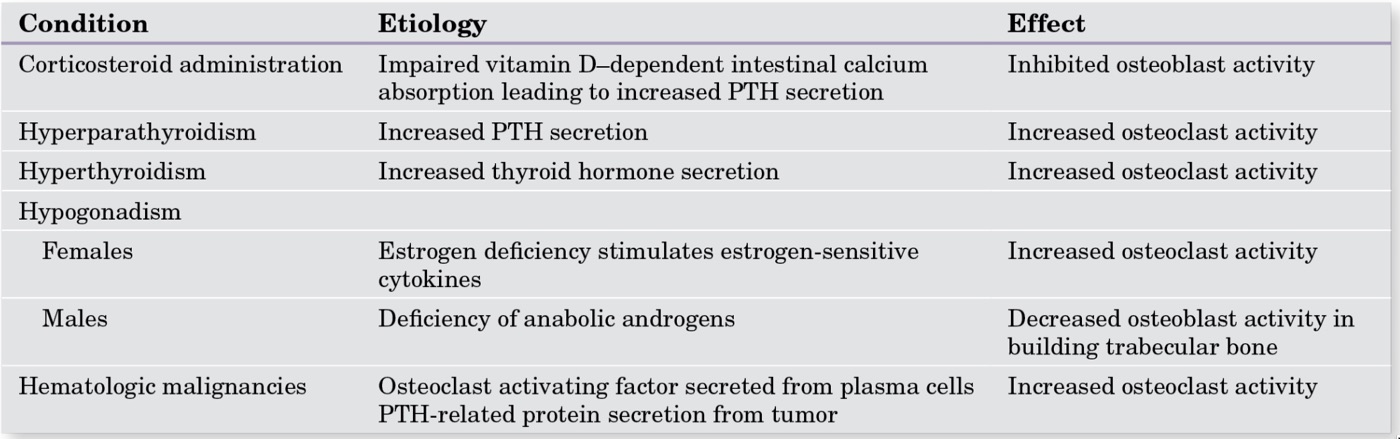 Condition Etiology Effect
Corticosteroid administration Impaired vitamin D–dependent intestinal calcium Inhibited osteoblast activity
absorption leading to increased PTH secretion
Hyperparathyroidism Increased PTH secretion Increased osteoclast activity
Hyperthyroidism Increased thyroid hormone secretion Increased osteoclast activity
Hypogonadism
Females Estrogen deficiency stimulates estrogen-sensitive Increased osteoclast activity
cytokines
Males Deficiency of anabolic androgens Decreased osteoblast activity in
building trabecular bone
Hematologic malignancies Osteoclast activating factor secreted from plasma cells Increased osteoclast activity
PTH-related protein secretion from tumor